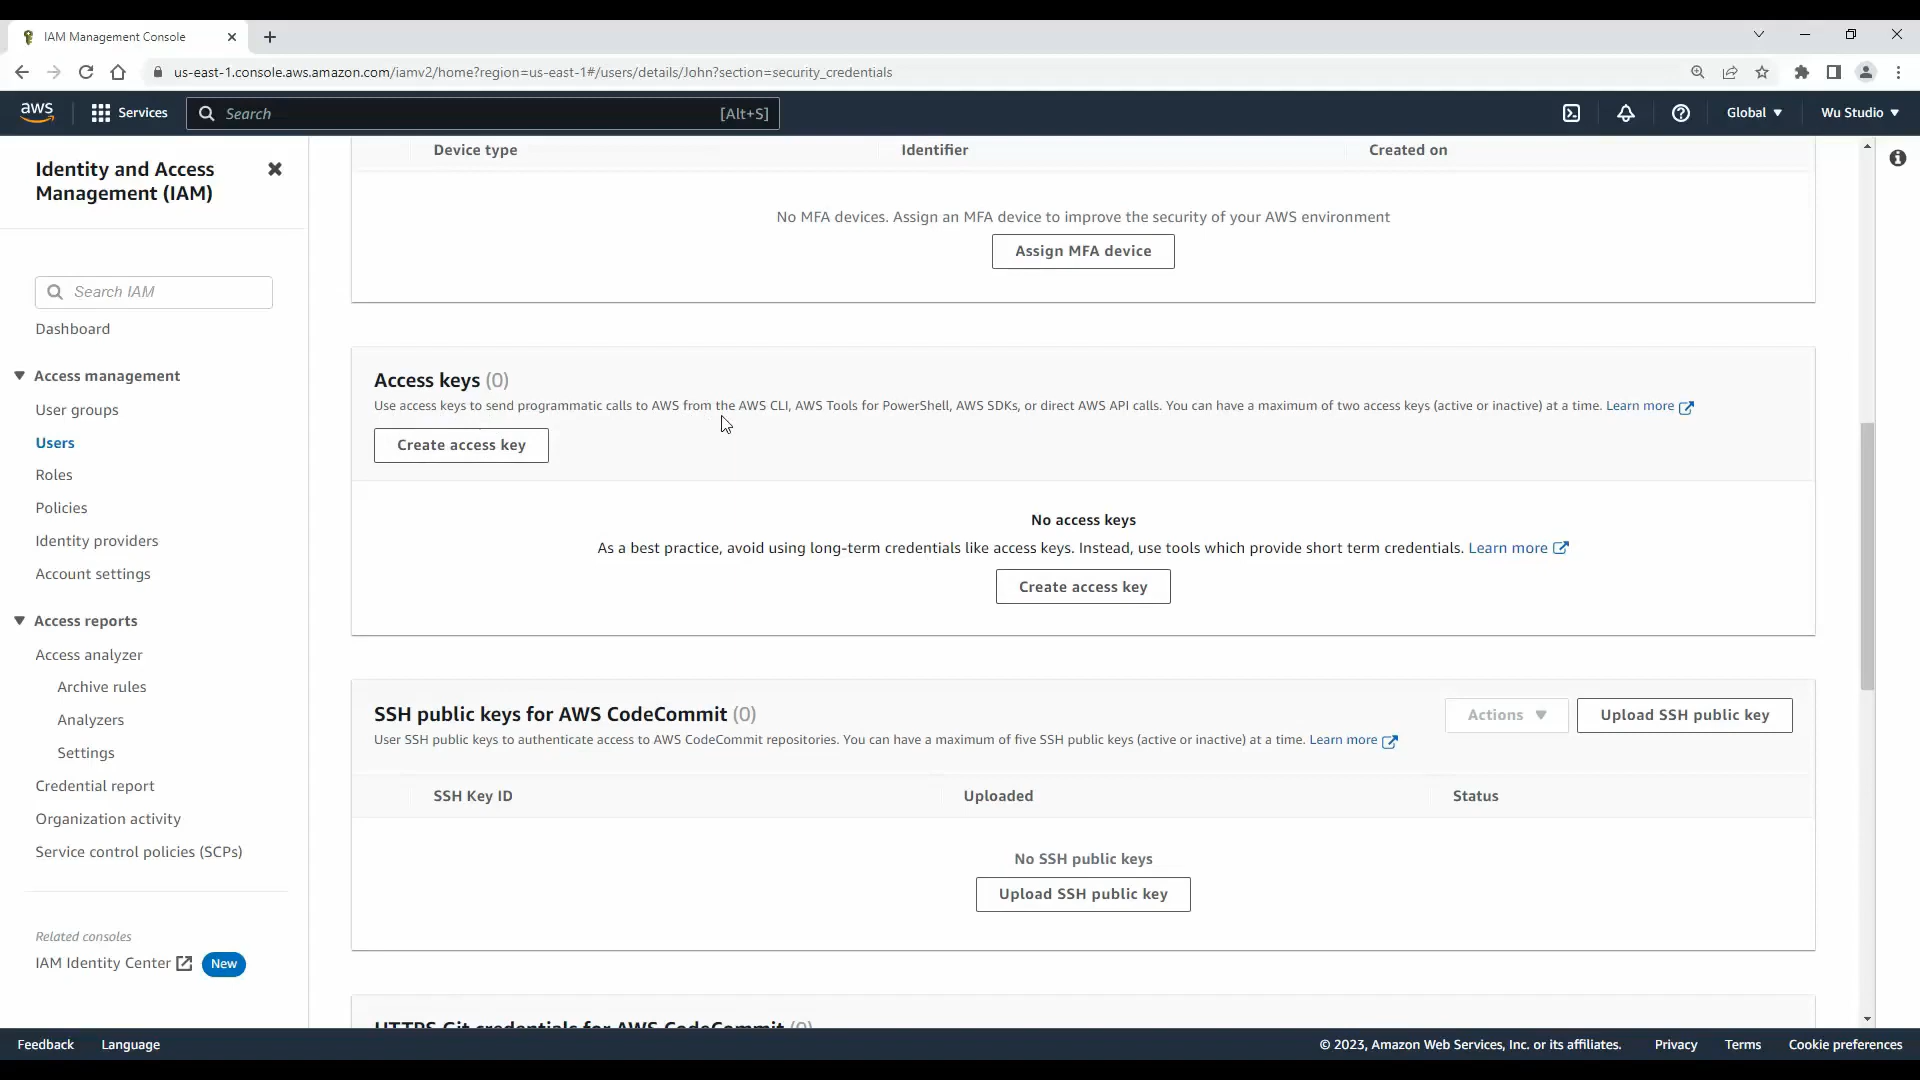 IAM Management Console
us-east-1.console.aws.amazon.com/iamv2/home?region=us-east-1#/users/details/John?section=security_credentials
aws
Services
Search
[Alt+S]
Global
Wu Studio
Identity and Access
Management (IAM)
Search IAM
Dashboard
Access management
User groups
Users
Roles
Policies
Identity providers
Account settings
Access reports
Access analyzer
Archive rules
Analyzers
Settings
Credential report
Organization activity
Service control policies (SCPs)
Related consoles
IAM Identity Center New
Device type Identifier Created on
No MFA devices. Assign an MFA device to improve the security of your AWS environment
Assign MFA device
Access keys (0)
Use access keys to send programmatic calls to AWS from the AWS CLI, AWS Tools for PowerShell, AWS SDKs, or direct AWS API calls. You can have a maximum of two access keys (active or inactive) at a time. Learn more
Create access key
No access keys
As a best practice, avoid using long-term credentials like access keys. Instead, use tools which provide short term credentials. Learn more
Create access key
SSH public keys for AWS CodeCommit (0)
User SSH public keys to authenticate access to AWS CodeCommit repositories. You can have a maximum of five SSH public keys (active or inactive) at a time. Learn more
Actions
Upload SSH public key
SSH Key ID Uploaded Status
No SSH public keys
Upload SSH public key
HTTPS Git credentials for AWS CodeCommit (0)
Feedback Language
© 2023, Amazon Web Services, Inc. or its affiliates. Privacy Terms Cookie preferences